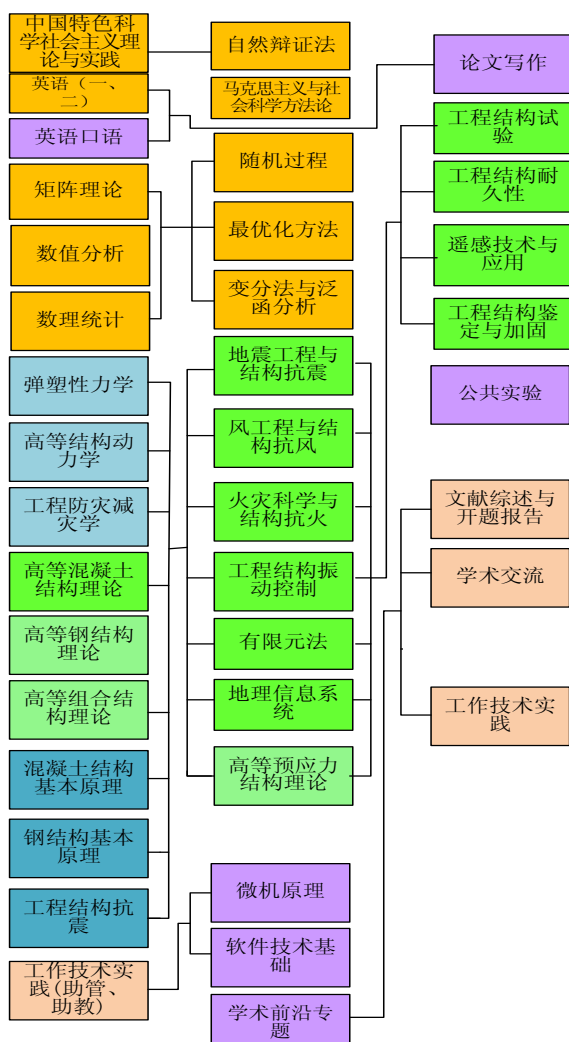 中国特色科
学社会主义理
论与实践
英语（一、
二）
英语口语
矩阵理论
数值分析
数理统计
弹塑性力学
高等结构动
力学
工程防灾减
灾学
高等混凝土
结构理论
高等钢结构
理论
高等组合结
构理论
混凝土结构
基本原理
钢结构基本
原理
工程结构抗
震
工作技术实
践(助管、
助教)
自然辩证法
马克思主义与社
会科学方法论
随机过程
最优化方法
变分法与泛
函分析
地震工程与
结构抗震
风工程与结
构抗风
火灾科学与
结构抗火
工程结构振
动控制
有限元法
地理信息系
统
高等预应力
结构理论
微机原理
软件技术基
础
学术前沿专
题
论文写作
工程结构试
验
工程结构耐
久性
遥感技术与
应用
工程结构鉴
定与加固
公共实验
文献综述与
开题报告
学术交流
工作技术实
践